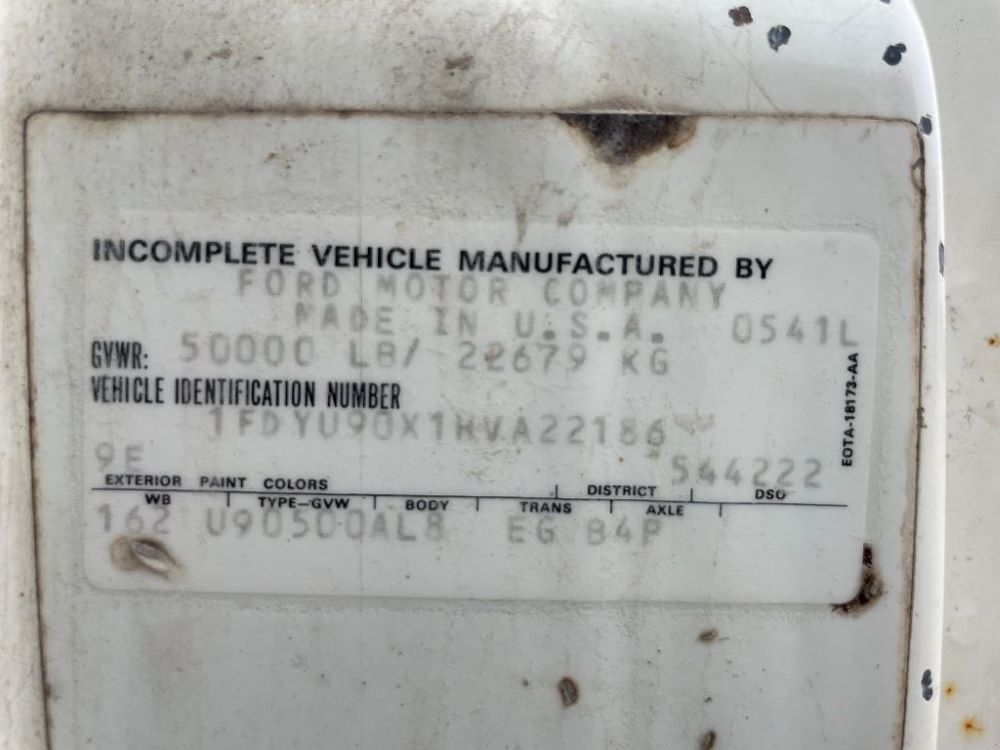 INCOMPLETE VEHICLE MANUFACTURED BY
FORD MOTOR COMPANY
MADE IN U.S.A. 0541L
GVWR: 50000 LB/ 22679 KG
VEHICLE IDENTIFICATION NUMBER
1FDYU90X1HVA22186
9E 544222
EXTERIOR PAINT COLORS DISTRICT DSO
WB TYPE-GVW BODY TRANS AXLE
162 U90500AL8 EG B4P
EOTA-18173-AA